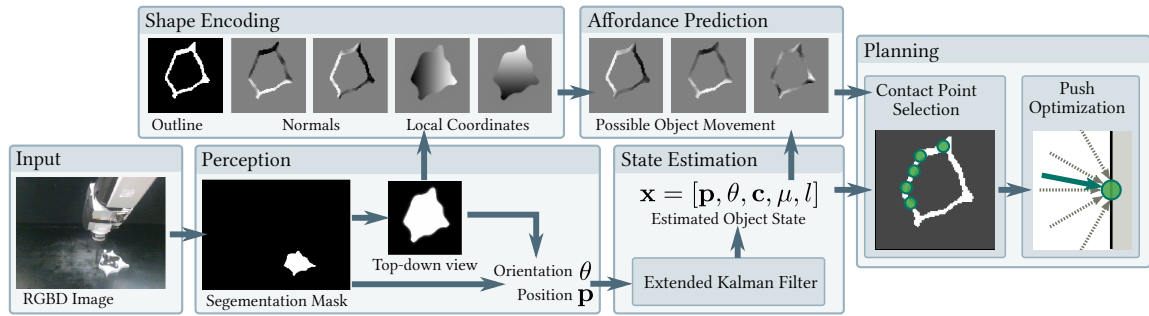 Shape Encoding
Outline
Normals
Local Coordinates
Affordance Prediction
Possible Object Movement
Planning
Contact Point
Selection
Push
Optimization
Input
RGBD Image
Perception
Segementation Mask
Top-down view
Orientation θ
Position p
State Estimation
x = [p, θ, c, μ, l]
Estimated Object State
Extended Kalman Filter